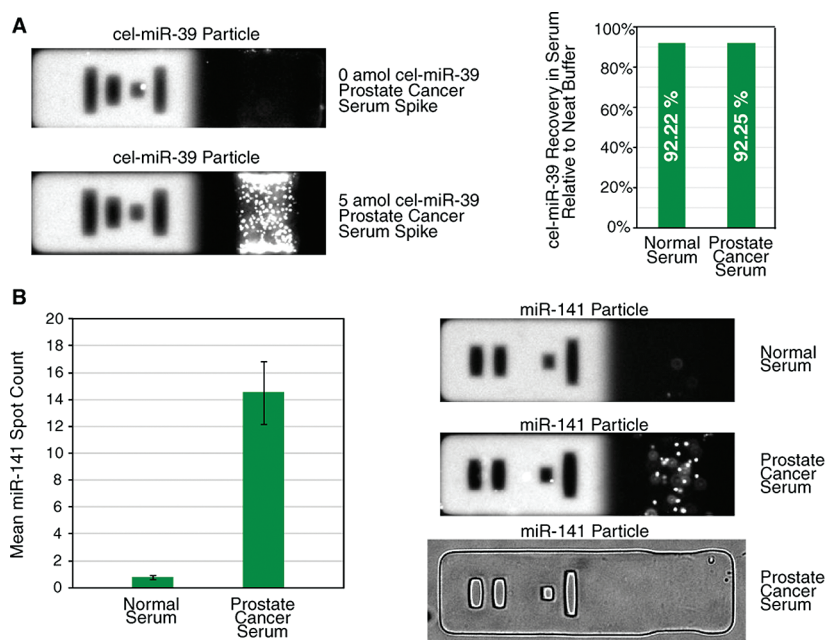 A
cel-miR-39 Particle
0 amol cel-miR-39
Prostate Cancer
Serum Spike
cel-miR-39 Particle
5 amol cel-miR-39
Prostate Cancer
Serum Spike
cel-miR-39 Recovery in Serum
Relative to Neat Buffer
100%
80%
60%
40%
20%
0%
92.22 %
92.25 %
Normal
Serum
Prostate
Cancer
Serum
B
Mean miR-141 Spot Count
20
18
16
14
12
10
8
6
4
2
0
Normal
Serum
Prostate
Cancer
Serum
miR-141 Particle
Normal
Serum
miR-141 Particle
Prostate
Cancer
Serum
miR-141 Particle
Prostate
Cancer
Serum